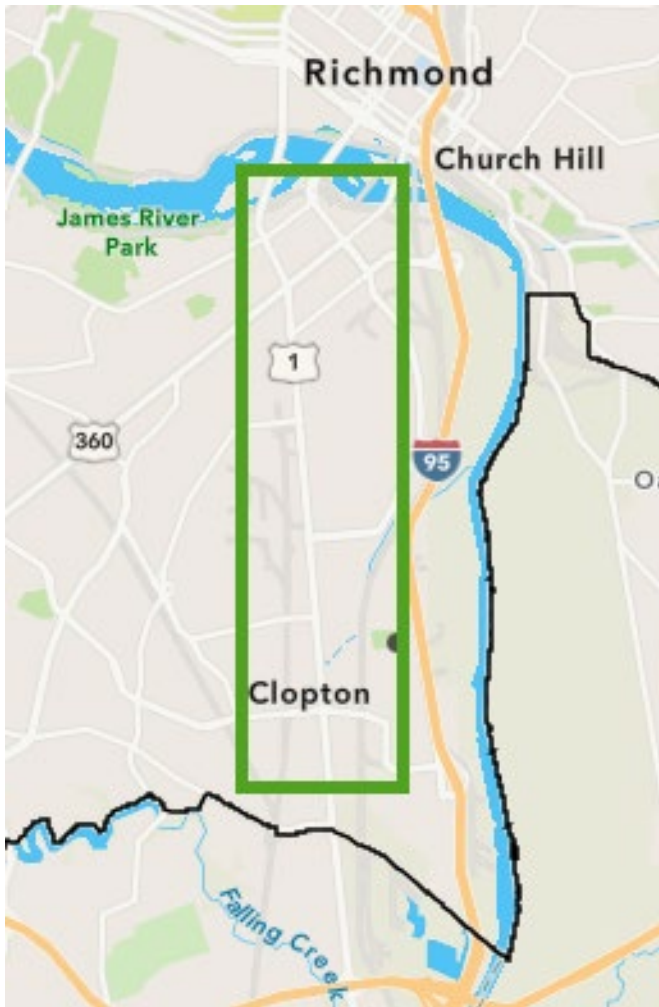 Richmond
Church Hill
James River
Park
1
360
95
Clopton
Falling Creek